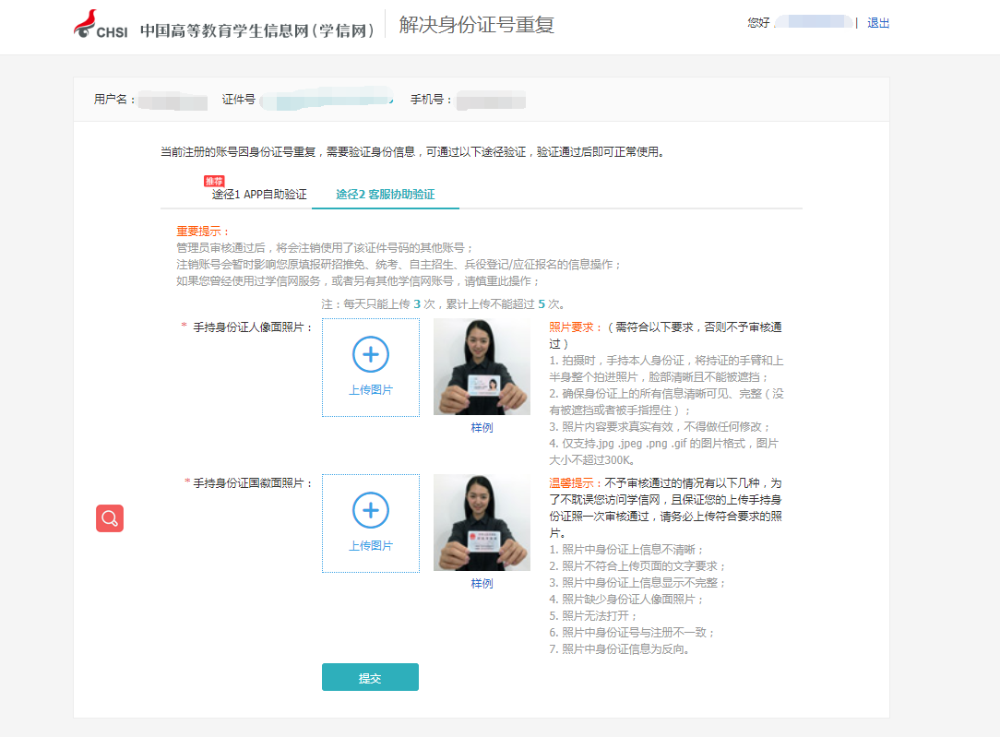 CHSI 中国高等教育学生信息网(学信网) 解决身份证号重复 您好 | 退出
用户名： 证件号 手机号：
当前注册的账号因身份证号重复，需要验证身份信息，可通过以下途径验证，验证通过后即可正常使用。
推荐
途径1 APP自助验证 途径2 客服协助验证
重要提示：
管理员审核通过后，将会注销使用了该证件号码的其他账号；
注销账号会暂时影响您原填报研招推免、统考、自主招生、兵役登记/应征报名的信息操作；
如果您曾经使用过学信网服务，或者另有其他学信网账号，请慎重此操作；
注：每天只能上传 3 次，累计上传不能超过 5 次。
* 手持身份证人像面照片：
上传图片
样例
照片要求：（需符合以下要求，否则不予审核通
过）
1. 拍摄时，手持本人身份证，将持证的手臂和上
半身整个拍进照片，脸部清晰且不能被遮挡；
2. 确保身份证上的所有信息清晰可见、完整（没
有被遮挡或者被手指捏住）；
3. 照片内容要求真实有效，不得做任何修改；
4. 仅支持.jpg .jpeg .png .gif 的图片格式，图片
大小不超过300K。
* 手持身份证国徽面照片：
上传图片
样例
温馨提示：不予审核通过的情况有以下几种，为
了不耽误您访问学信网，且保证您的上传手持身
份证照一次审核通过，请务必上传符合要求的照
片。
1. 照片中身份证上信息不清晰；
2. 照片不符合上传页面的文字要求；
3. 照片中身份证上信息显示不完整；
4. 照片缺少身份证人像面照片；
5. 照片无法打开；
6. 照片中身份证号与注册不一致；
7. 照片中身份证信息为反向。
提交